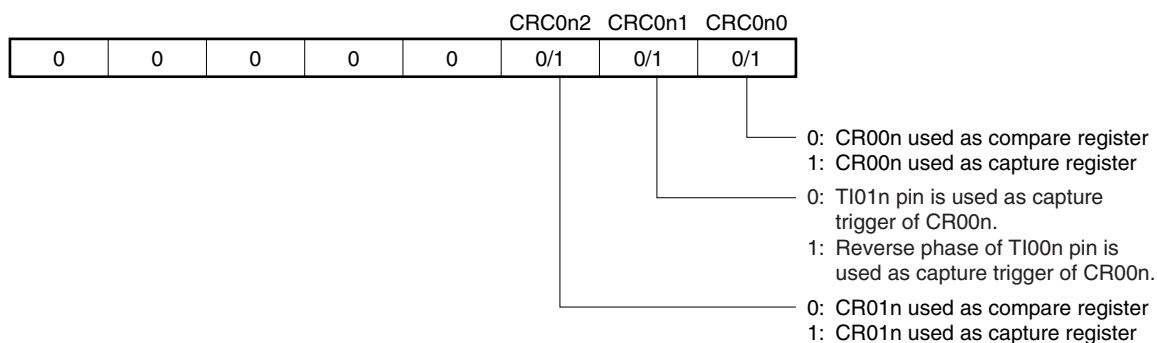 CRC0n2 CRC0n1 CRC0n0
0 0 0 0 0 0/1 0/1 0/1
0: CR00n used as compare register
1: CR00n used as capture register
0: TI01n pin is used as capture
trigger of CR00n.
1: Reverse phase of TI00n pin is
used as capture trigger of CR00n.
0: CR01n used as compare register
1: CR01n used as capture register